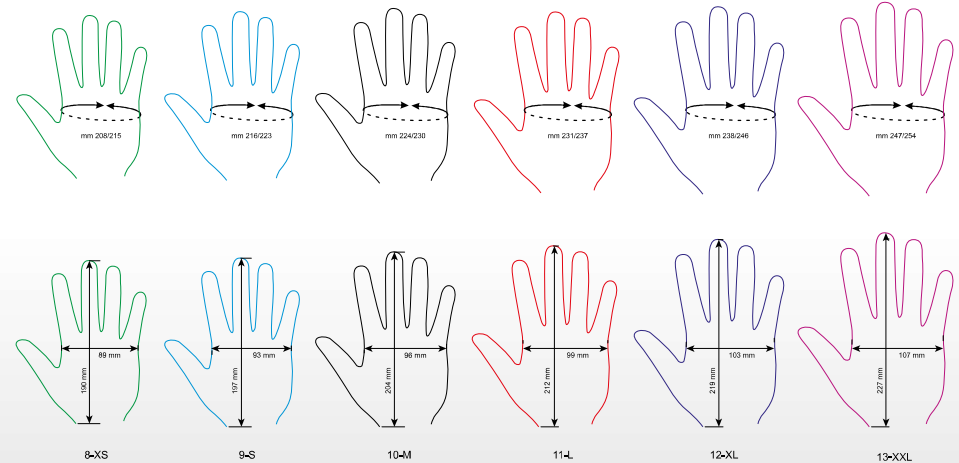 mm 208/215
mm 216/223
mm 224/230
mm 231/237
mm 238/246
mm 247/254
89 mm
190 mm
93 mm
197 mm
96 mm
204 mm
99 mm
212 mm
103 mm
219 mm
107 mm
227 mm
8-XS
9-S
10-M
11-L
12-XL
13-XXL